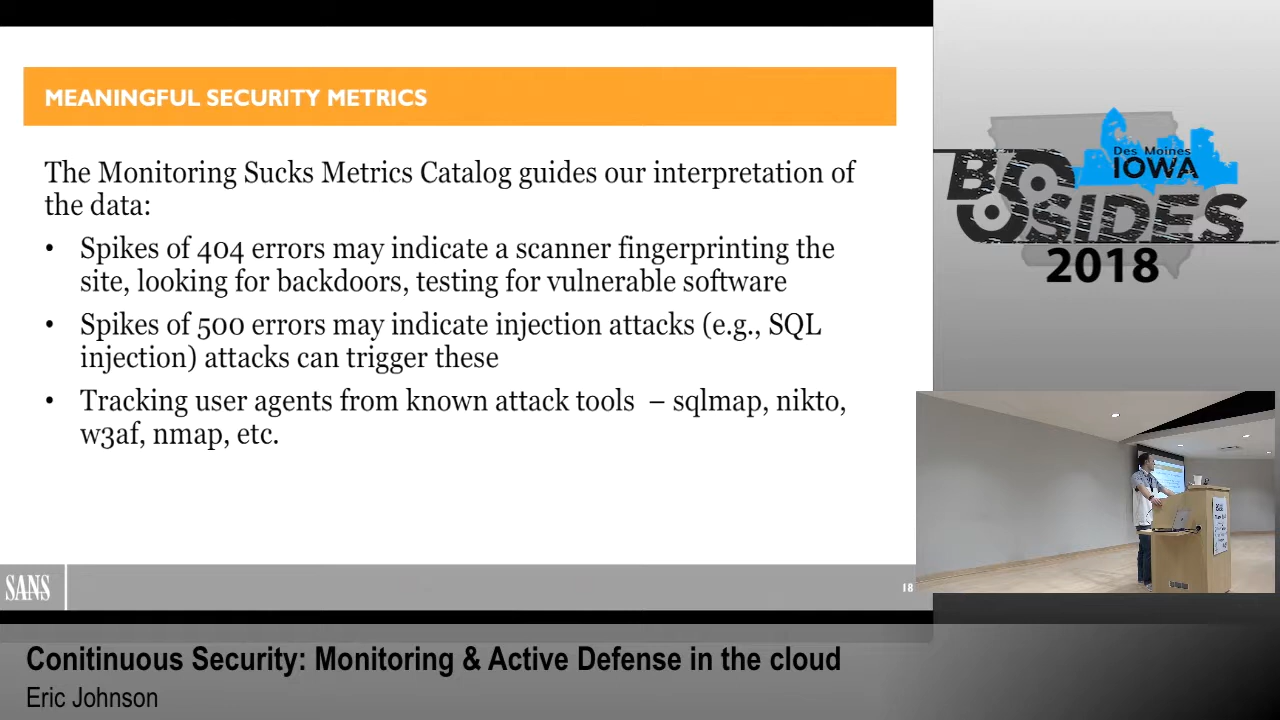 MEANINGFUL SECURITY METRICS
The Monitoring Sucks Metrics Catalog guides our interpretation of
the data:
• Spikes of 404 errors may indicate a scanner fingerprinting the
site, looking for backdoors, testing for vulnerable software
• Spikes of 500 errors may indicate injection attacks (e.g., SQL
injection) attacks can trigger these
• Tracking user agents from known attack tools – sqlmap, nikto,
w3af, nmap, etc.
SANS
18
Des Moines
IOWA
BSIDES
2018
Conitinuous Security: Monitoring & Active Defense in the cloud
Eric Johnson